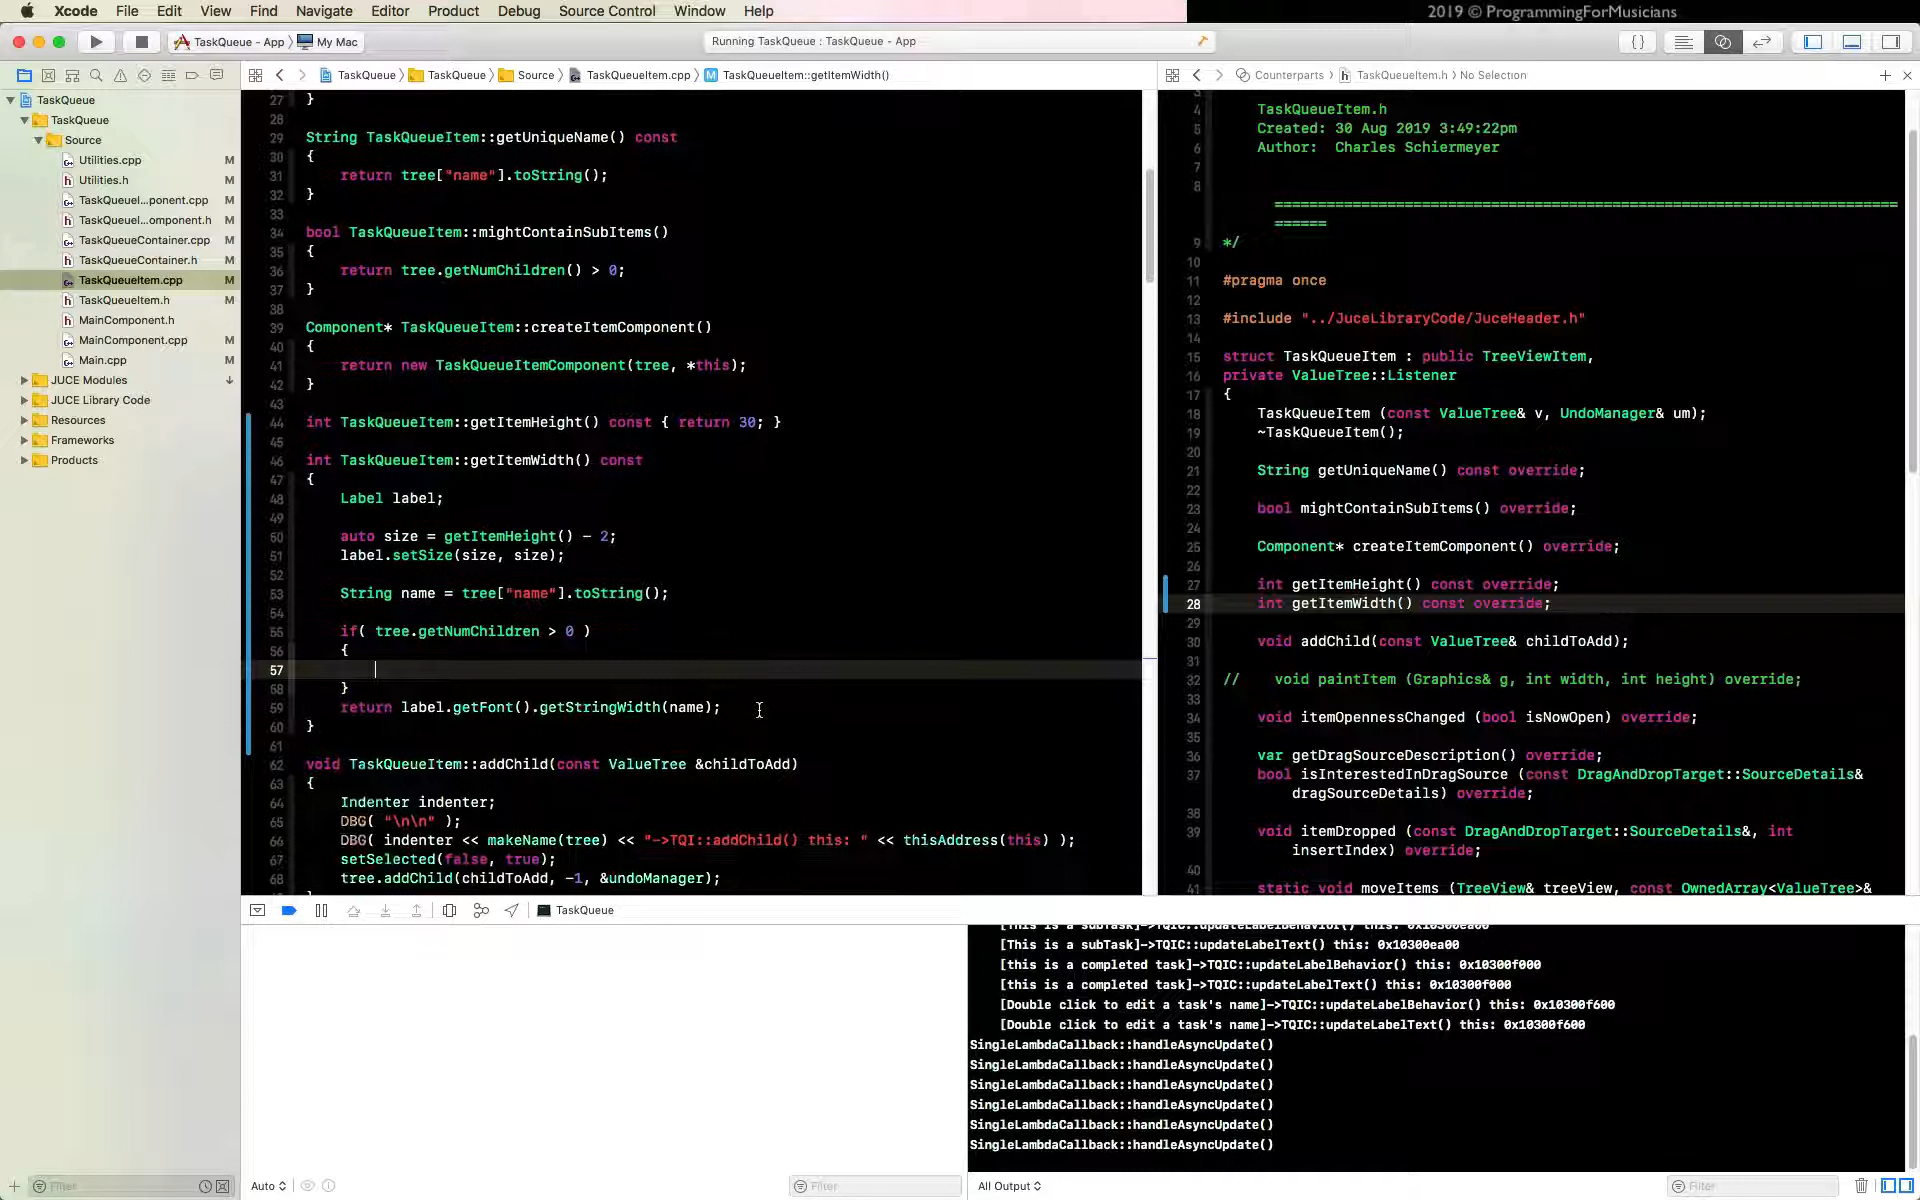 Xcode File Edit View Find Navigate Editor Product Debug Source Control Window Help
2019 © ProgrammingForMusicians
TaskQueue - App My Mac
Running TaskQueue : TaskQueue - App
TaskQueue TaskQueue Source TaskQueueItem.cpp M TaskQueueItem::getItemWidth()
Counterparts TaskQueueItem.h No Selection
TaskQueue
TaskQueue
Source
Utilities.cpp M
Utilities.h M
TaskQueueI...ponent.cpp M
TaskQueueI...omponent.h M
TaskQueueContainer.cpp M
TaskQueueContainer.h M
TaskQueueItem.cpp M
TaskQueueItem.h M
MainComponent.h
MainComponent.cpp M
Main.cpp M
JUCE Modules
JUCE Library Code
Resources
Frameworks
Products
27 }
28
29 String TaskQueueItem::getUniqueName() const
30 {
31 return tree["name"].toString();
32 }
33
34 bool TaskQueueItem::mightContainSubItems()
35 {
36 return tree.getNumChildren() > 0;
37 }
38
39 Component* TaskQueueItem::createItemComponent()
40 {
41 return new TaskQueueItemComponent(tree, *this);
42 }
43
44 int TaskQueueItem::getItemHeight() const { return 30; }
45
46 int TaskQueueItem::getItemWidth() const
47 {
48 Label label;
49
50 auto size = getItemHeight() - 2;
51 label.setSize(size, size);
52
53 String name = tree["name"].toString();
54
55 if( tree.getNumChildren > 0 )
56 {
57
58 }
59 return label.getFont().getStringWidth(name);
60 }
61
62 void TaskQueueItem::addChild(const ValueTree &childToAdd)
63 {
64 Indenter indenter;
65 DBG( "\n\n" );
66 DBG( indenter << makeName(tree) << "->TQI::addChild() this: " << thisAddress(this) );
67 setSelected(false, true);
68 tree.addChild(childToAdd, -1, &undoManager);
3
4 TaskQueueItem.h
5 Created: 30 Aug 2019 3:49:22pm
6 Author: Charles Schiermeyer
7
8
9 */
10
11 #pragma once
12
13 #include "../JuceLibraryCode/JuceHeader.h"
14
15 struct TaskQueueItem : public TreeViewItem,
16 private ValueTree::Listener
17 {
18 TaskQueueItem (const ValueTree& v, UndoManager& um);
19 ~TaskQueueItem();
20
21 String getUniqueName() const override;
22
23 bool mightContainSubItems() override;
24
25 Component* createItemComponent() override;
26
27 int getItemHeight() const override;
28 int getItemWidth() const override;
29
30 void addChild(const ValueTree& childToAdd);
31
32 // void paintItem (Graphics& g, int width, int height) override;
33
34 void itemOpennessChanged (bool isNowOpen) override;
35
36 var getDragSourceDescription() override;
37 bool isInterestedInDragSource (const DragAndDropTarget::SourceDetails&
dragSourceDetails) override;
38
39 void itemDropped (const DragAndDropTarget::SourceDetails&, int
insertIndex) override;
40
41 static void moveItems (TreeView& treeView, const OwnedArray<ValueTree>&
TaskQueue
[This is a subTask]->TQIC::updateLabelBehavior() this: 0x10300ea00
[This is a subTask]->TQIC::updateLabelText() this: 0x10300ea00
[this is a completed task]->TQIC::updateLabelBehavior() this: 0x10300f000
[this is a completed task]->TQIC::updateLabelText() this: 0x10300f000
[Double click to edit a task's name]->TQIC::updateLabelBehavior() this: 0x10300f600
[Double click to edit a task's name]->TQIC::updateLabelText() this: 0x10300f600
SingleLambdaCallback::handleAsyncUpdate()
SingleLambdaCallback::handleAsyncUpdate()
SingleLambdaCallback::handleAsyncUpdate()
SingleLambdaCallback::handleAsyncUpdate()
SingleLambdaCallback::handleAsyncUpdate()
SingleLambdaCallback::handleAsyncUpdate()
Filter
Auto
Filter
All Output
Filter